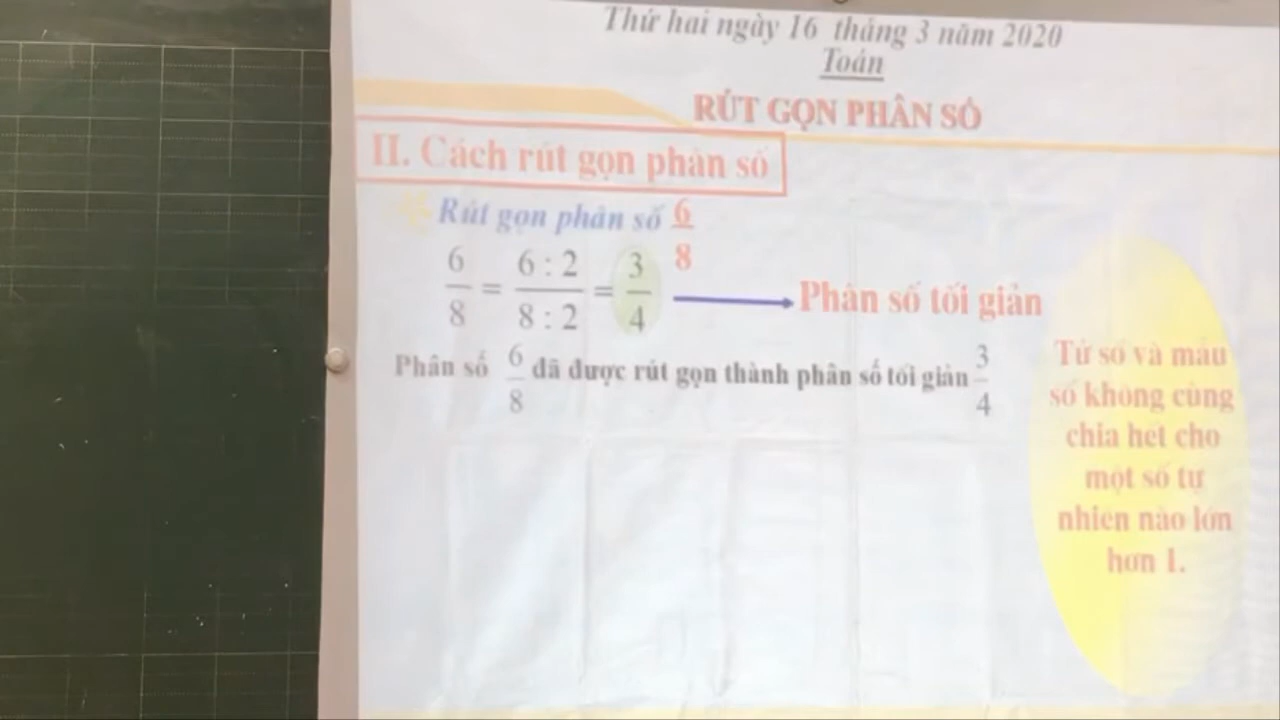 Thứ hai ngày 16 tháng 3 năm 2020
Toán
RÚT GỌN PHÂN SỐ
II. Cách rút gọn phân số
Rút gọn phân số 6/8
6/8 = 6 : 2/8 : 2 = 3/4
Phân số tối giản
Phân số 6/8 đã được rút gọn thành phân số tối giản 3/4
Tử số và mẫu
số không cùng
chia hết cho
một số tự
nhiên nào lớn
hơn 1.